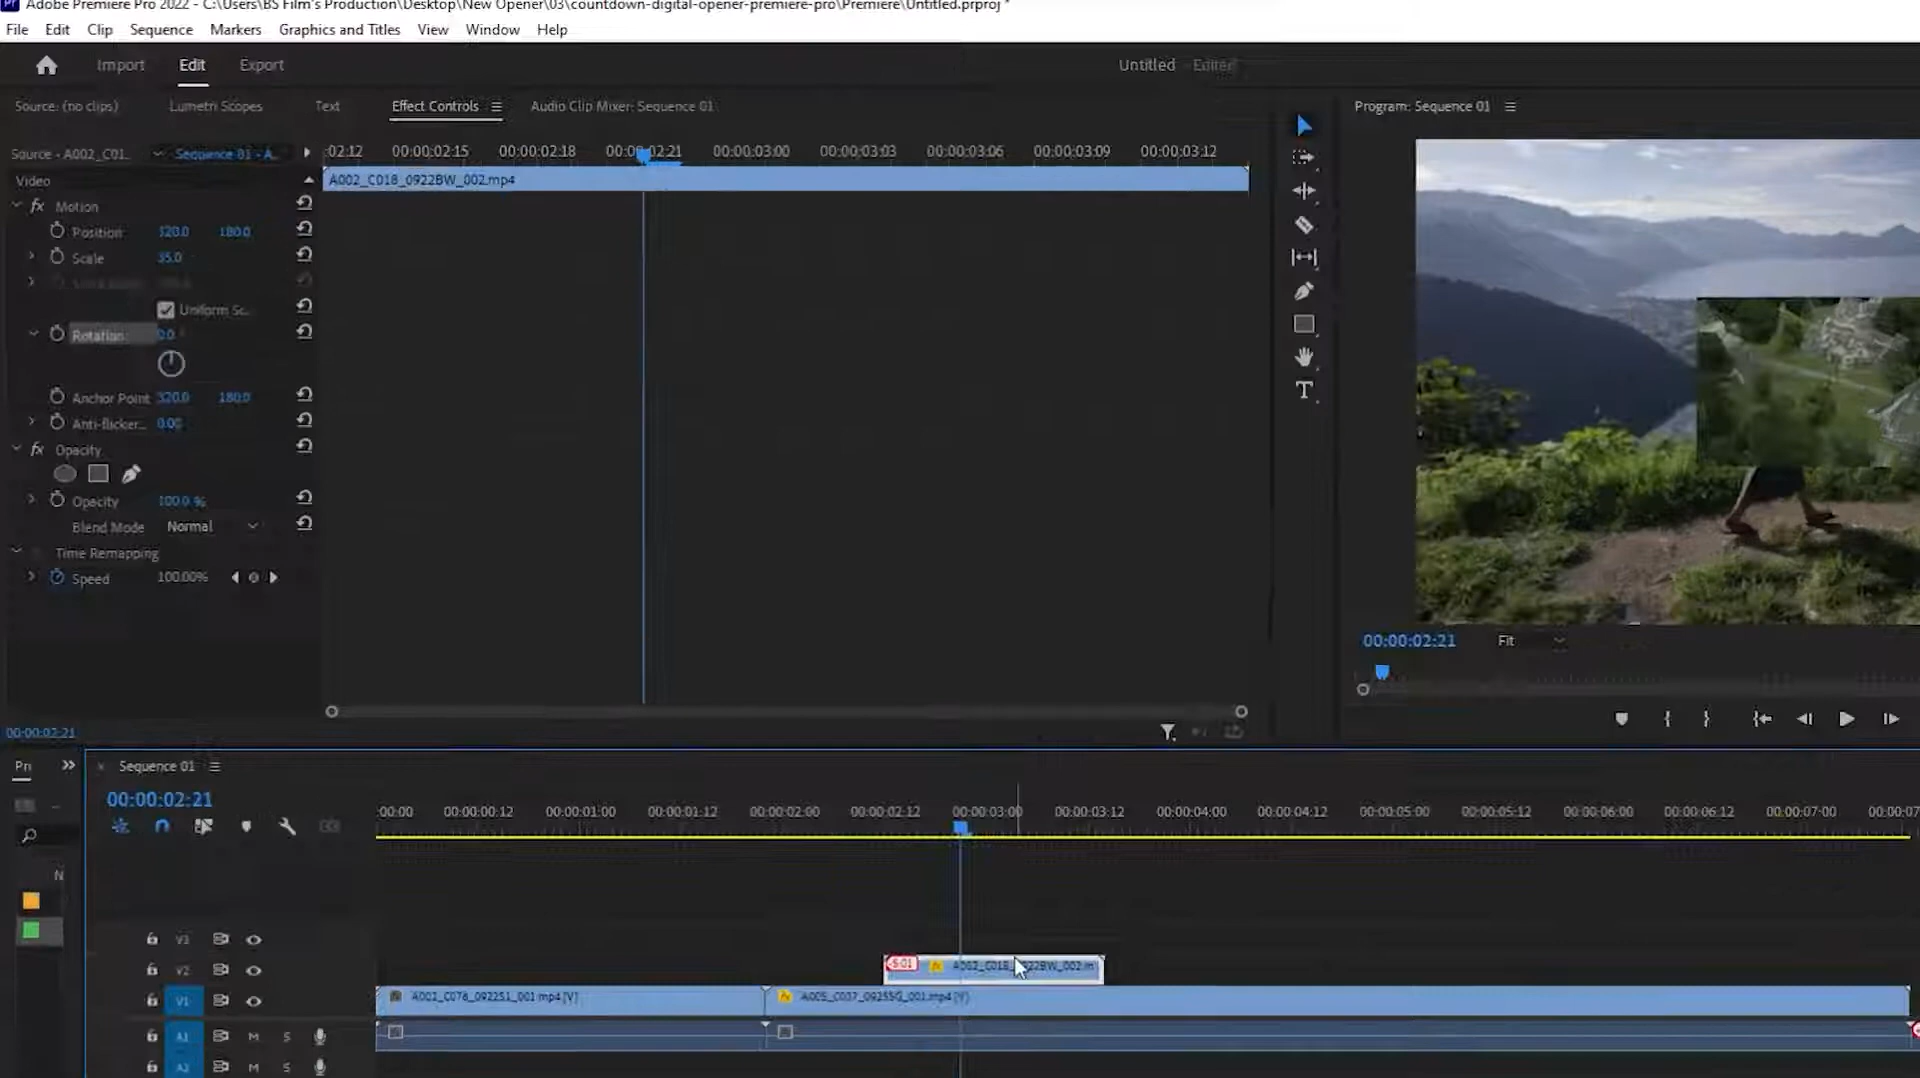 Adobe Premiere Pro 2022 - C:\Users\BS Film's Production\Desktop\New Opener\03\countdown-digital-opener-premiere-pro\Premiere\Untitled.prproj *
File Edit Clip Sequence Markers Graphics and Titles View Window Help
Import Edit Export Untitled - Edited
Source: (no clips) Lumetri Scopes Text Effect Controls Audio Clip Mixer: Sequence 01 Program: Sequence 01
Source - A002_C01... Sequence 01 - A... :02:12 00:00:02:15 00:00:02:18 00:00:02:21 00:00:03:00 00:00:03:03 00:00:03:06 00:00:03:09 00:00:03:12
Video A002_C018_0922BW_002.mp4
fx Motion
Position 320.0 180.0
Scale 35.0
Uniform Sc...
Rotation 0.0
Anchor Point 320.0 180.0
Anti-flicker... 0.00
fx Opacity
Opacity 100.0 %
Blend Mode Normal
Time Remapping
Speed 100.00%
00:00:02:21 Fit
00:00:02:21
Sequence 01
00:00:02:21
:00:00 00:00:00:12 00:00:01:00 00:00:01:12 00:00:02:00 00:00:02:12 00:00:03:00 00:00:03:12 00:00:04:00 00:00:04:12 00:00:05:00 00:00:05:12 00:00:06:00 00:00:06:12 00:00:07:00 00:00:07
N
V3
V2 fx
V1 A002_C078_0922S1_001.mp4 [V] fx A005_C037_0925SG_001.mp4 [V]
A1 M S
A2 M S